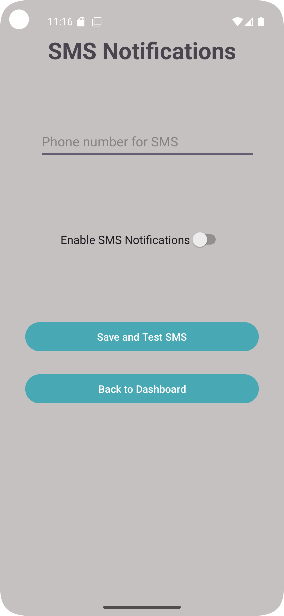 11:16
SMS Notifications
Phone number for SMS
Enable SMS Notifications
Save and Test SMS
Back to Dashboard